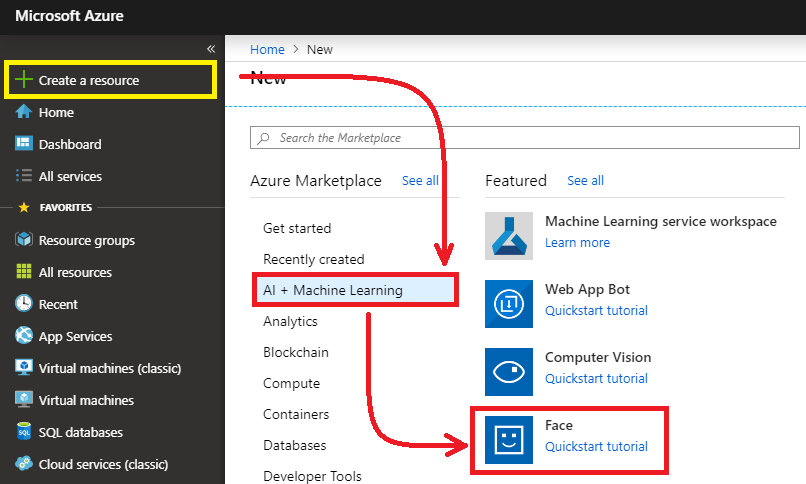 Microsoft Azure
«
Create a resource
Home
Dashboard
All services
FAVORITES
Resource groups
All resources
Recent
App Services
Virtual machines (classic)
Virtual machines
SQL databases
Cloud services (classic)
Home > New
New
Search the Marketplace
Azure Marketplace See all
Get started
Recently created
AI + Machine Learning
Analytics
Blockchain
Compute
Containers
Databases
Developer Tools
Featured See all
Machine Learning service workspace
Learn more
Web App Bot
Quickstart tutorial
Computer Vision
Quickstart tutorial
Face
Quickstart tutorial